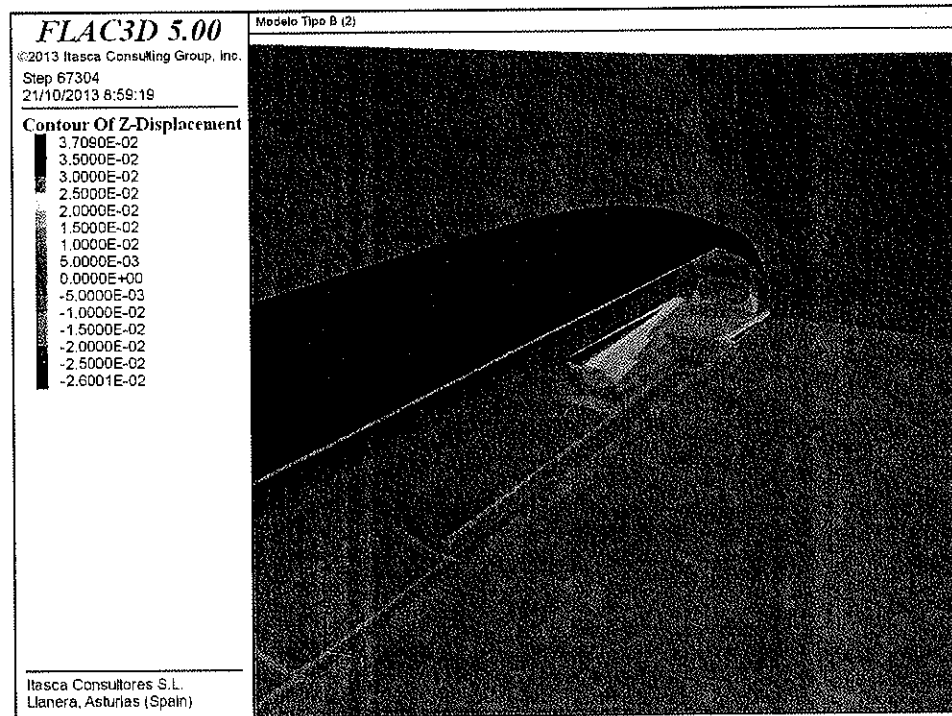 FLAC3D 5.00
©2013 Itasca Consulting Group, Inc.
Step 67304
21/10/2013 8:59:19
Contour Of Z-Displacement
3.7090E-02
3.5000E-02
3.0000E-02
2.5000E-02
2.0000E-02
1.5000E-02
1.0000E-02
5.0000E-03
0.0000E+00
-5.0000E-03
-1.0000E-02
-1.5000E-02
-2.0000E-02
-2.5000E-02
-2.6001E-02
Itasca Consultores S.L.
Llanera, Asturias (Spain)
Modelo Tipo B (2)